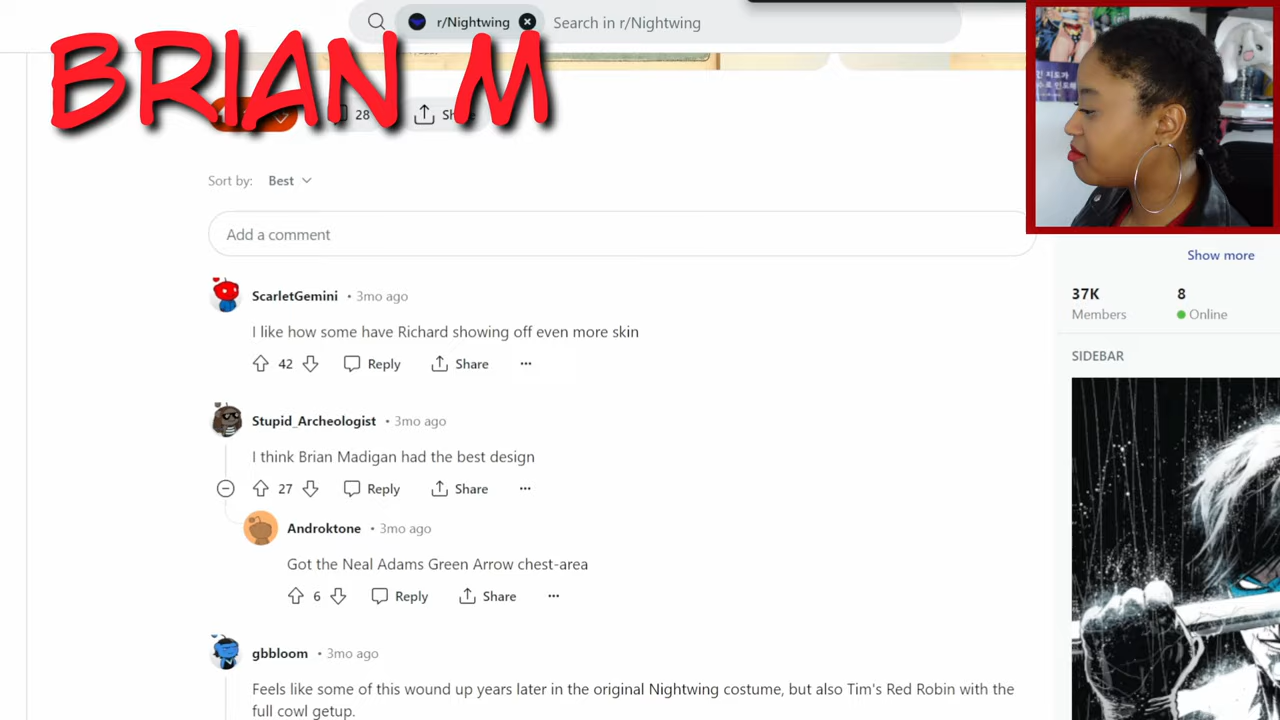 r/Nightwing
Search in r/Nightwing
BRIAN M
28
Sort by:
Best
Add a comment
ScarletGemini • 3mo ago
I like how some have Richard showing off even more skin
42
Reply
Share
Stupid_Archeologist • 3mo ago
I think Brian Madigan had the best design
27
Reply
Share
Androktone • 3mo ago
Got the Neal Adams Green Arrow chest-area
6
Reply
Share
gbbloom • 3mo ago
Feels like some of this wound up years later in the original Nightwing costume, but also Tim's Red Robin with the
full cowl getup.
Show more
37K
8
Members
Online
SIDEBAR